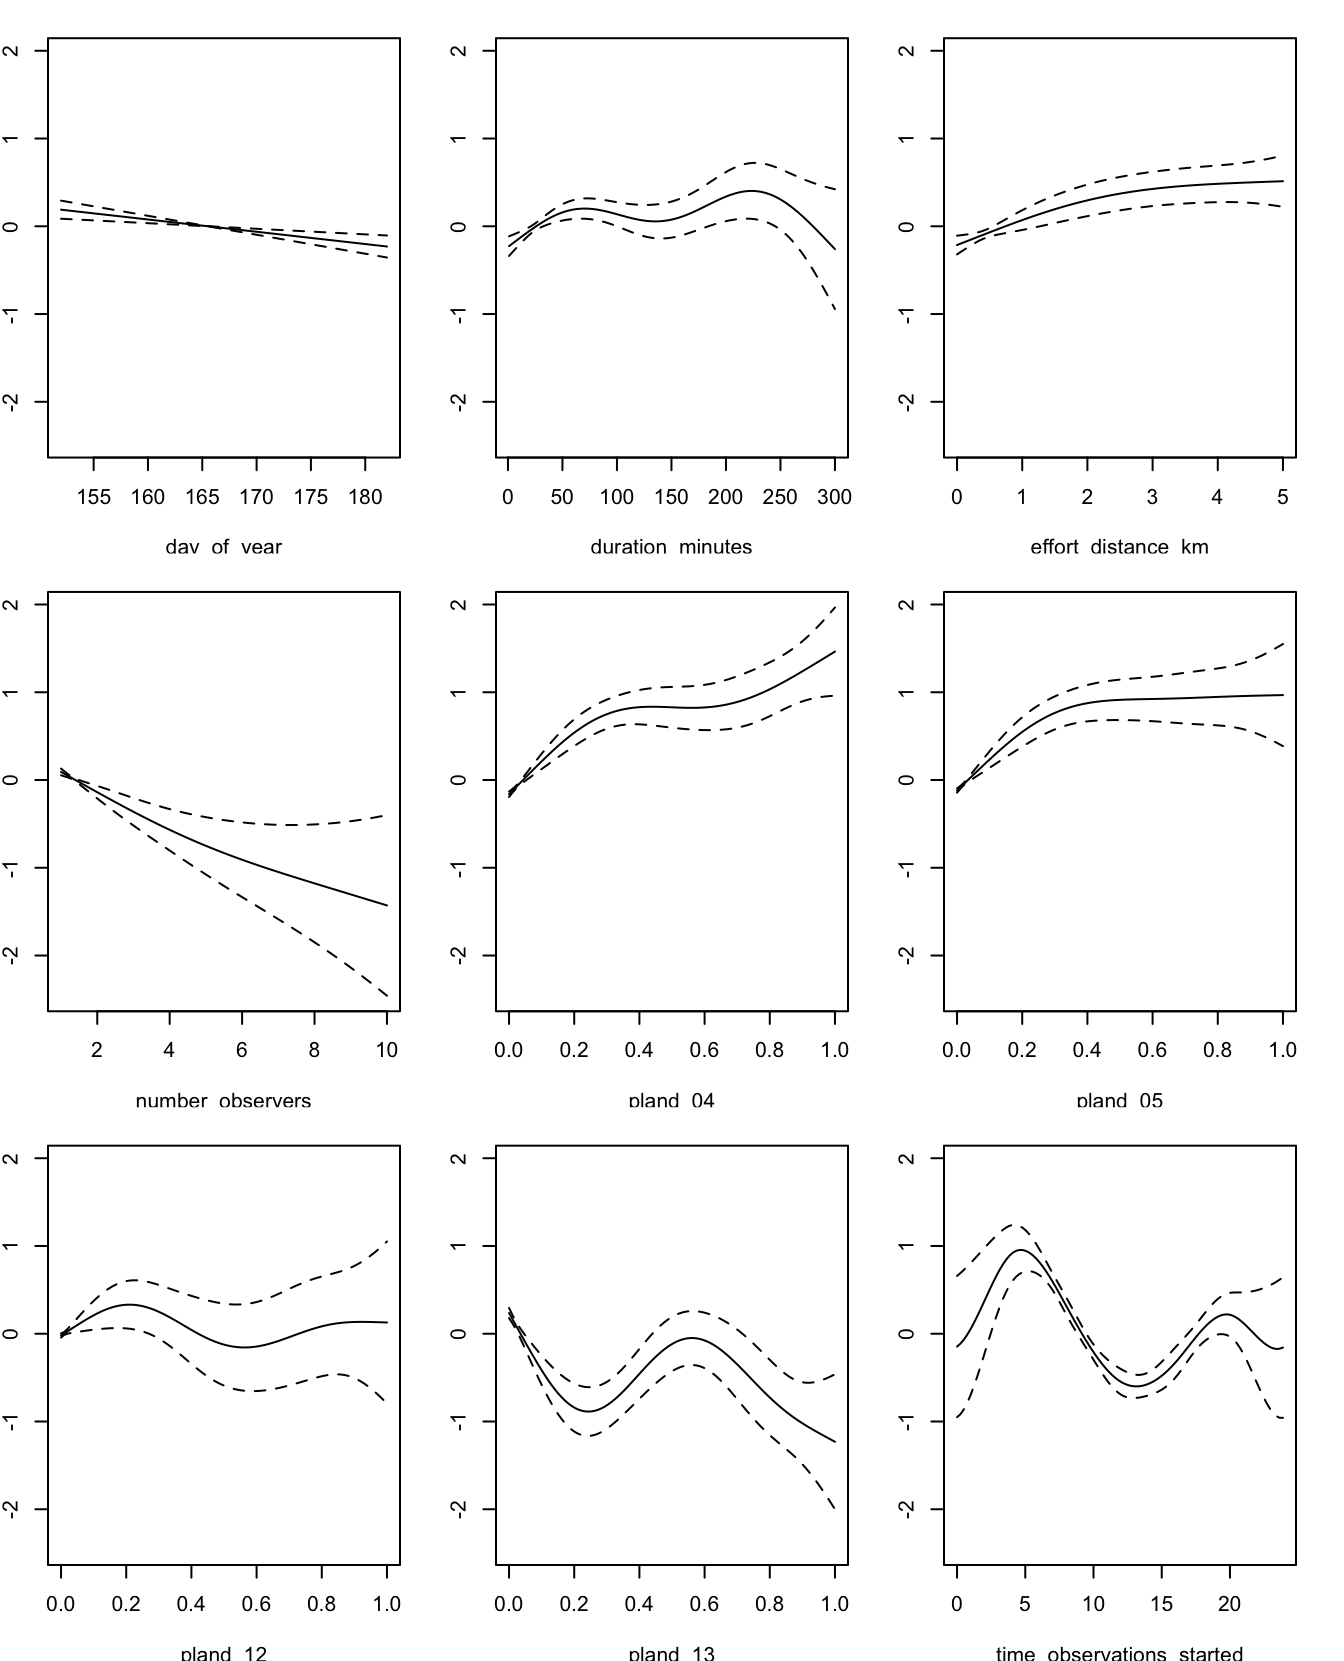 2
1
0
-1
-2
155 160 165 170 175 180
day_of_year
2
1
0
-1
-2
0 50 100 150 200 250 300
duration_minutes
2
1
0
-1
-2
0 1 2 3 4 5
effort_distance_km
2
1
0
-1
-2
2 4 6 8 10
number_observers
2
1
0
-1
-2
0.0 0.2 0.4 0.6 0.8 1.0
pland_04
2
1
0
-1
-2
0.0 0.2 0.4 0.6 0.8 1.0
pland_05
2
1
0
-1
-2
0.0 0.2 0.4 0.6 0.8 1.0
pland_12
2
1
0
-1
-2
0.0 0.2 0.4 0.6 0.8 1.0
pland_13
2
1
0
-1
-2
0 5 10 15 20
time_observations_started